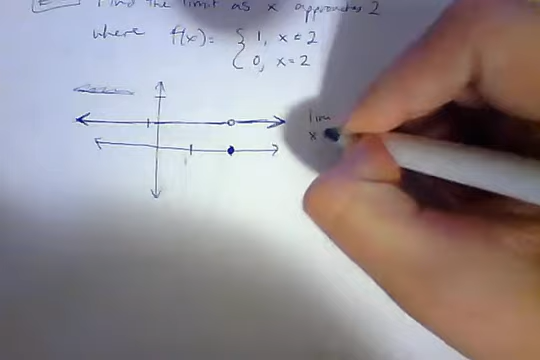 Find the limit as x approaches 2
where f(x) = { 1, x ≠ 2
0, x = 2
lim
x